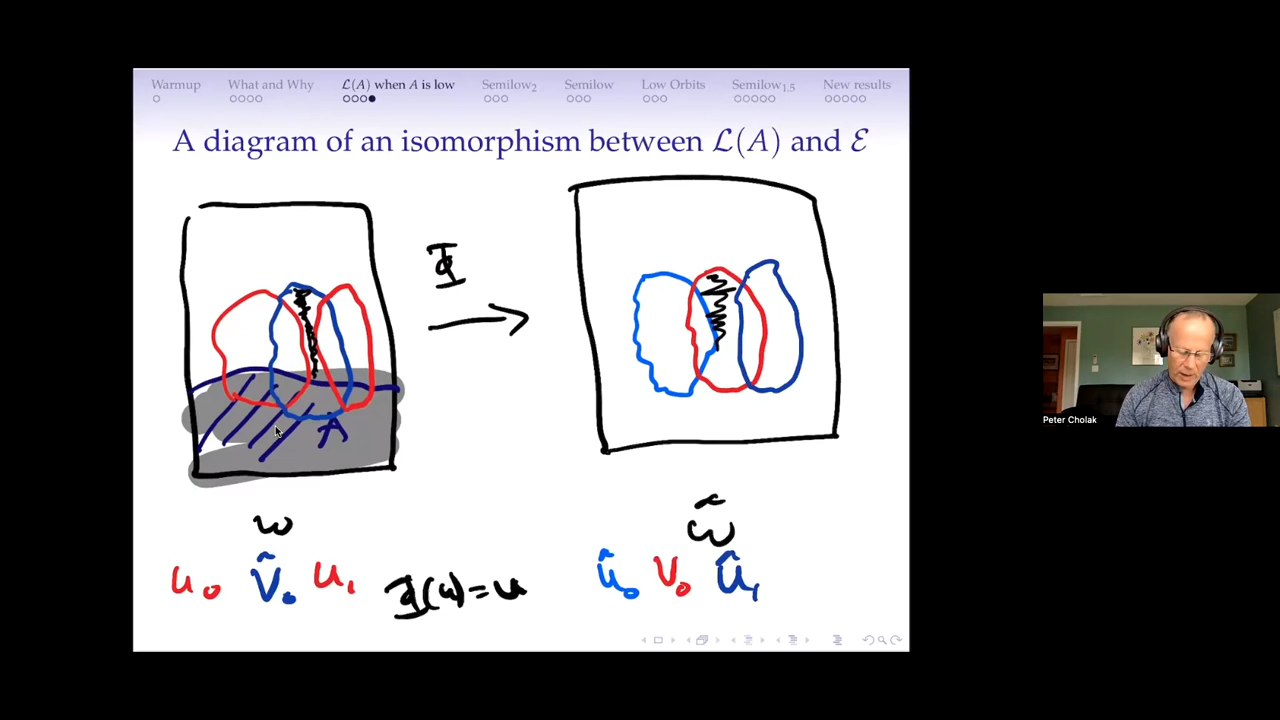 Warmup What and Why ℒ(A) when A is low Semilow₂ Semilow Low Orbits Semilow₁.₅ New results
A diagram of an isomorphism between ℒ(A) and ℰ
Φ
A
Peter Cholak
ω ω̂
U₀ V̂₀ U₁ Û₀ V₀ Û₁